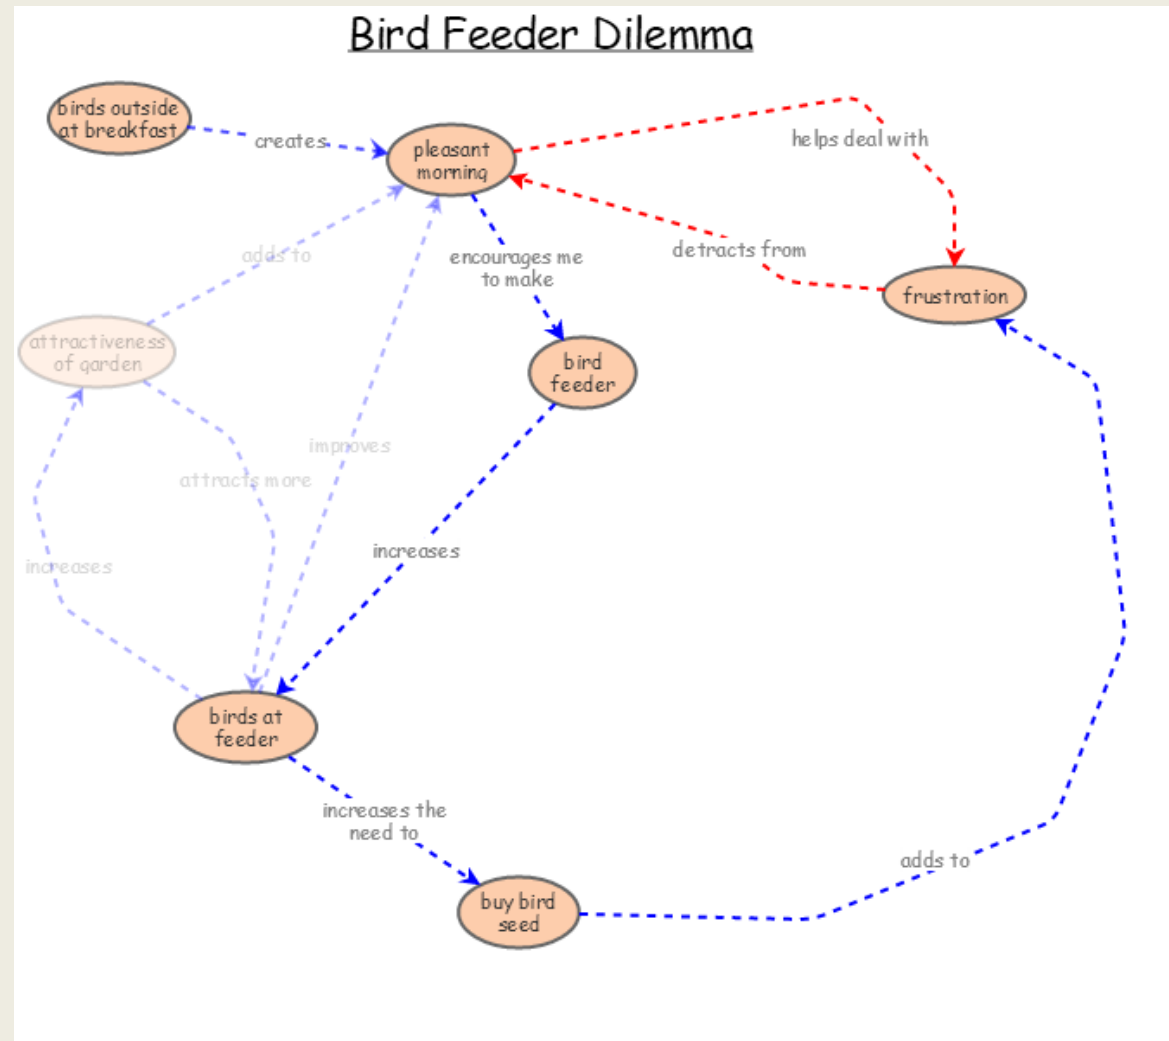 Bird Feeder Dilemma
birds outside
at breakfast
creates
pleasant
morning
helps deal with
detracts from
frustration
adds to
encourages me
to make
attractiveness
of garden
bird
feeder
improves
attracts more
increases
increases
birds at
feeder
increases the
need to
buy bird
seed
adds to